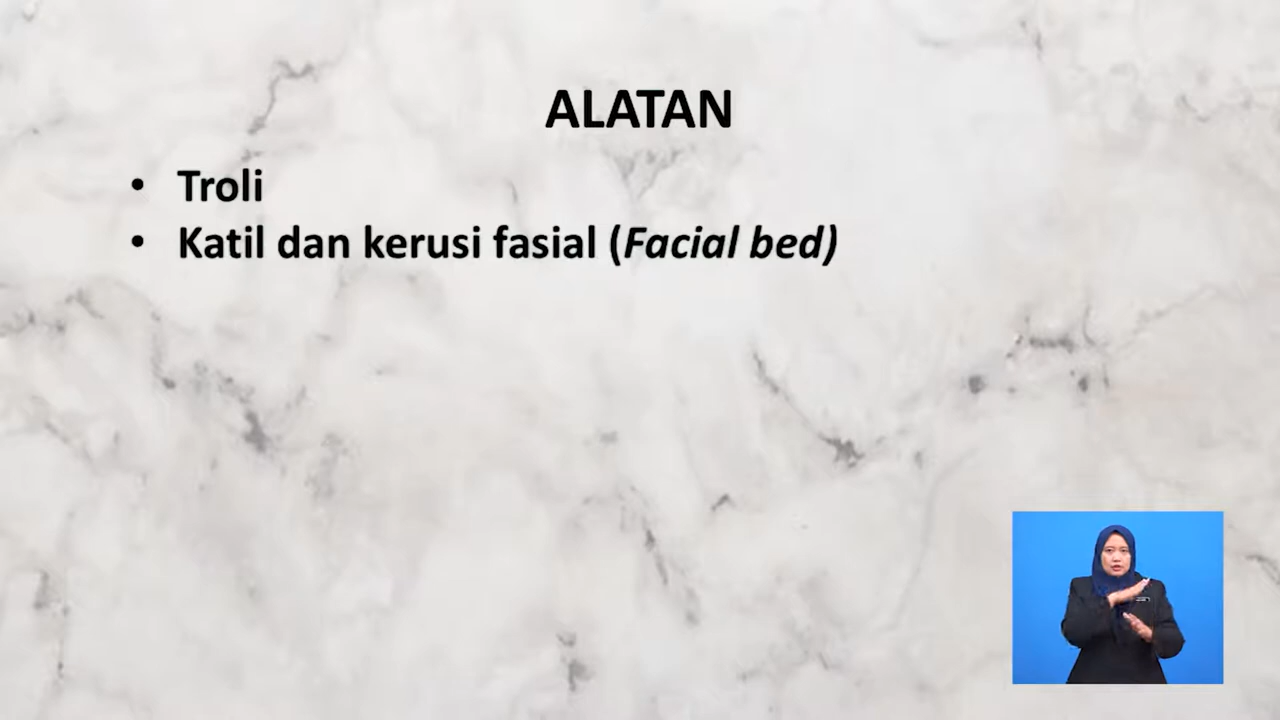 ALATAN
• Troli
• Katil dan kerusi fasial (Facial bed)